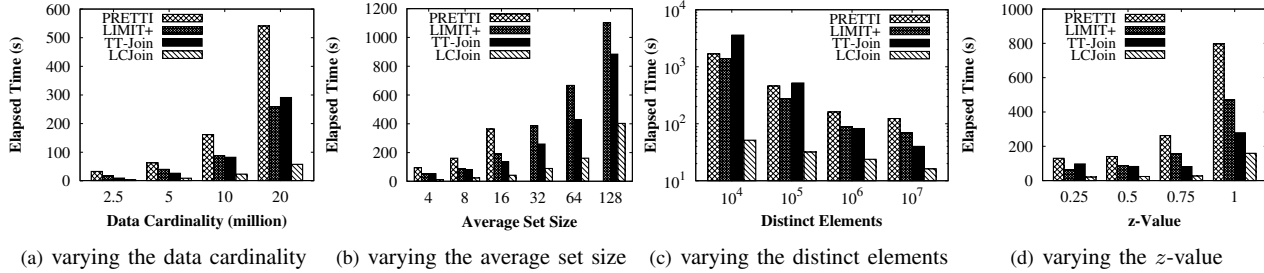 Elapsed Time (s)
600
500
400
300
200
100
0
PRETTI
LIMIT+
TT-Join
LCJoin
2.5 5 10 20
Data Cardinality (million)
(a) varying the data cardinality
Elapsed Time (s)
1200
1000
800
600
400
200
0
PRETTI
LIMIT+
TT-Join
LCJoin
4 8 16 32 64 128
Average Set Size
(b) varying the average set size
Elapsed Time (s)
10^4
10^3
10^2
10^1
PRETTI
LIMIT+
TT-Join
LCJoin
10^4 10^5 10^6 10^7
Distinct Elements
(c) varying the distinct elements
Elapsed Time (s)
1000
800
600
400
200
0
PRETTI
LIMIT+
TT-Join
LCJoin
0.25 0.5 0.75 1
z-Value
(d) varying the z-value